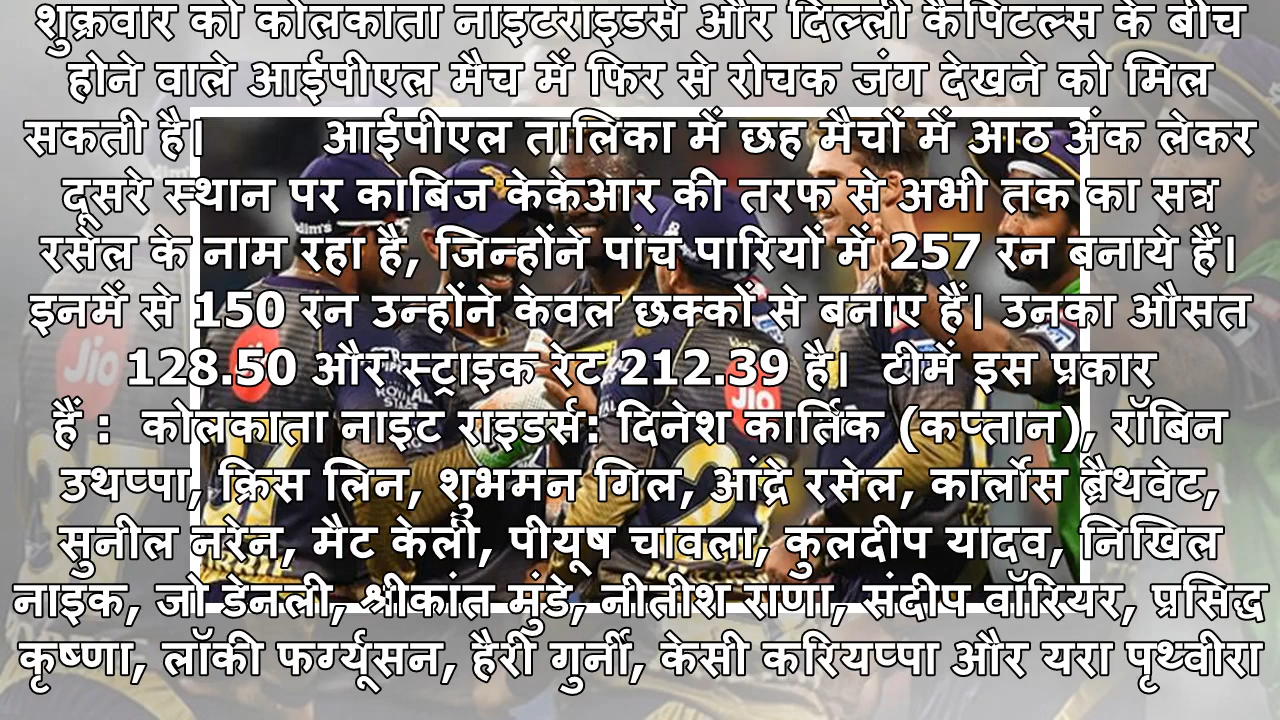 शुक्रवार को कोलकाता नाइटराइडर्स और दिल्ली कैपिटल्स के बीच
होने वाले आईपीएल मैच में फिर से रोचक जंग देखने को मिल
सकती है। आईपीएल तालिका में छह मैचों में आठ अंक लेकर
दूसरे स्थान पर काबिज केकेआर की तरफ से अभी तक का सत्र
रसेल के नाम रहा है, जिन्होंने पांच पारियों में 257 रन बनाये हैं।
इनमें से 150 रन उन्होंने केवल छक्कों से बनाए हैं। उनका औसत
128.50 और स्ट्राइक रेट 212.39 है। टीमें इस प्रकार
हैं : कोलकाता नाइट राइडर्स: दिनेश कार्तिक (कप्तान), रॉबिन
उथप्पा, क्रिस लिन, शुभमन गिल, आंद्रे रसेल, कार्लोस ब्रैथवेट,
सुनील नरेन, मैट केली, पीयूष चावला, कुलदीप यादव, निखिल
नाइक, जो डेनली, श्रीकांत मुंडे, नीतीश राणा, संदीप वॉरियर, प्रसिद्ध
कृष्णा, लॉकी फर्ग्यूसन, हैरी गुर्नी, केसी करियप्पा और यरा पृथ्वीरा
Jio
Jio